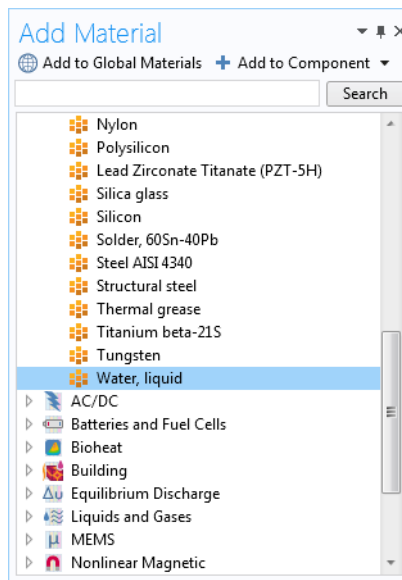 Add Material
Add to Global Materials Add to Component
Search
Nylon
Polysilicon
Lead Zirconate Titanate (PZT-5H)
Silica glass
Silicon
Solder, 60Sn-40Pb
Steel AISI 4340
Structural steel
Thermal grease
Titanium beta-21S
Tungsten
Water, liquid
AC/DC
Batteries and Fuel Cells
Bioheat
Building
Δυ Equilibrium Discharge
Liquids and Gases
μ MEMS
Nonlinear Magnetic